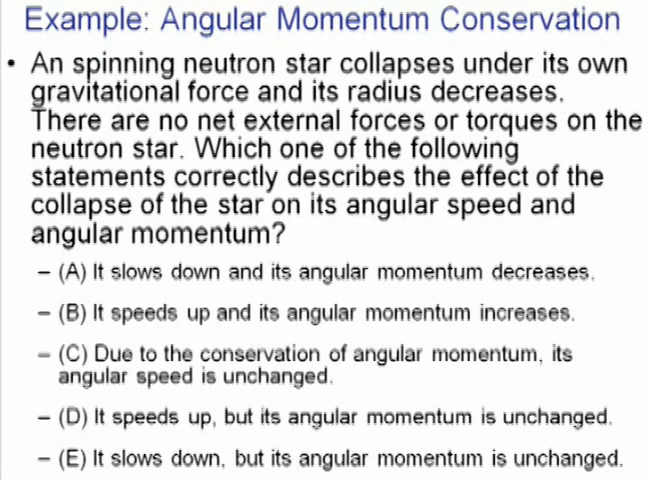 Example: Angular Momentum Conservation
• An spinning neutron star collapses under its own
gravitational force and its radius decreases.
There are no net external forces or torques on the
neutron star. Which one of the following
statements correctly describes the effect of the
collapse of the star on its angular speed and
angular momentum?
– (A) It slows down and its angular momentum decreases.
– (B) It speeds up and its angular momentum increases.
– (C) Due to the conservation of angular momentum, its
angular speed is unchanged.
– (D) It speeds up, but its angular momentum is unchanged.
– (E) It slows down, but its angular momentum is unchanged.